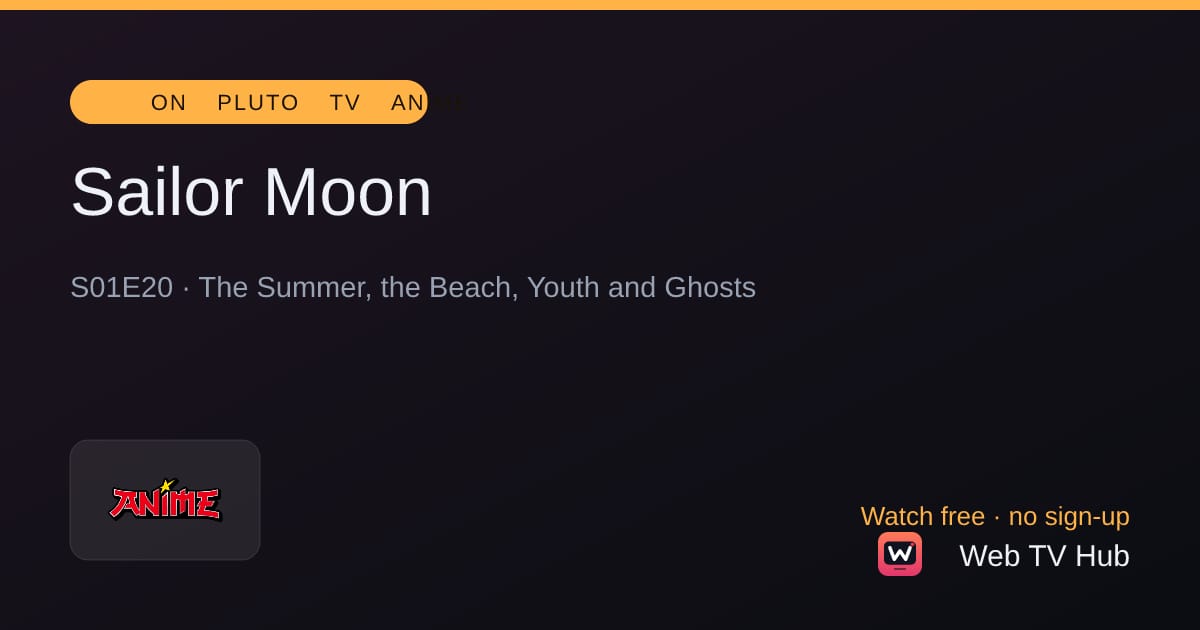 ON PLUTO TV ANIME
Sailor Moon
S01E20 · The Summer, the Beach, Youth and Ghosts
ANIME
Watch free · no sign-up
W
Web TV Hub